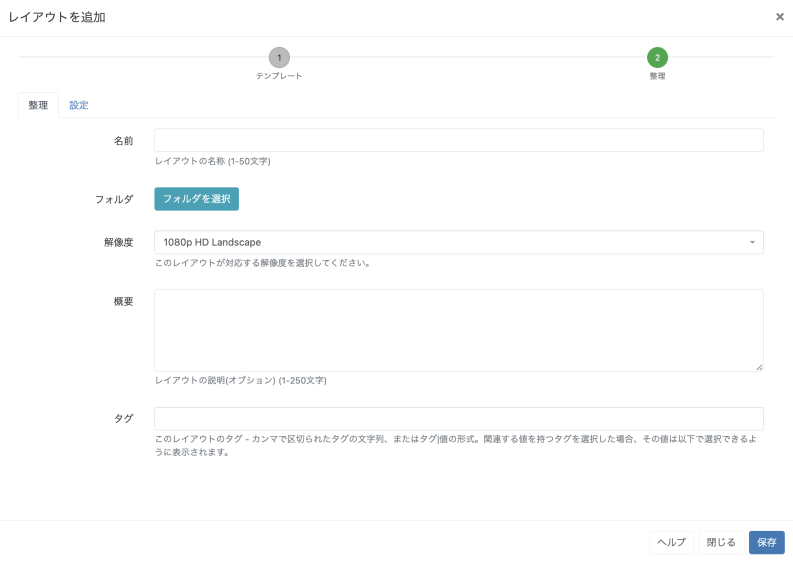 レイアウトを追加
×
1
テンプレート
2
整理
整理
設定
名前
レイアウトの名称 (1-50文字)
フォルダ
フォルダを選択
解像度
1080p HD Landscape
このレイアウトが対応する解像度を選択してください。
概要
レイアウトの説明(オプション) (1-250文字)
タグ
このレイアウトのタグ - カンマで区切られたタグの文字列、またはタグ|値の形式。関連する値を持つタグを選択した場合、その値は以下で選択できるよ
うに表示されます。
ヘルプ
閉じる
保存